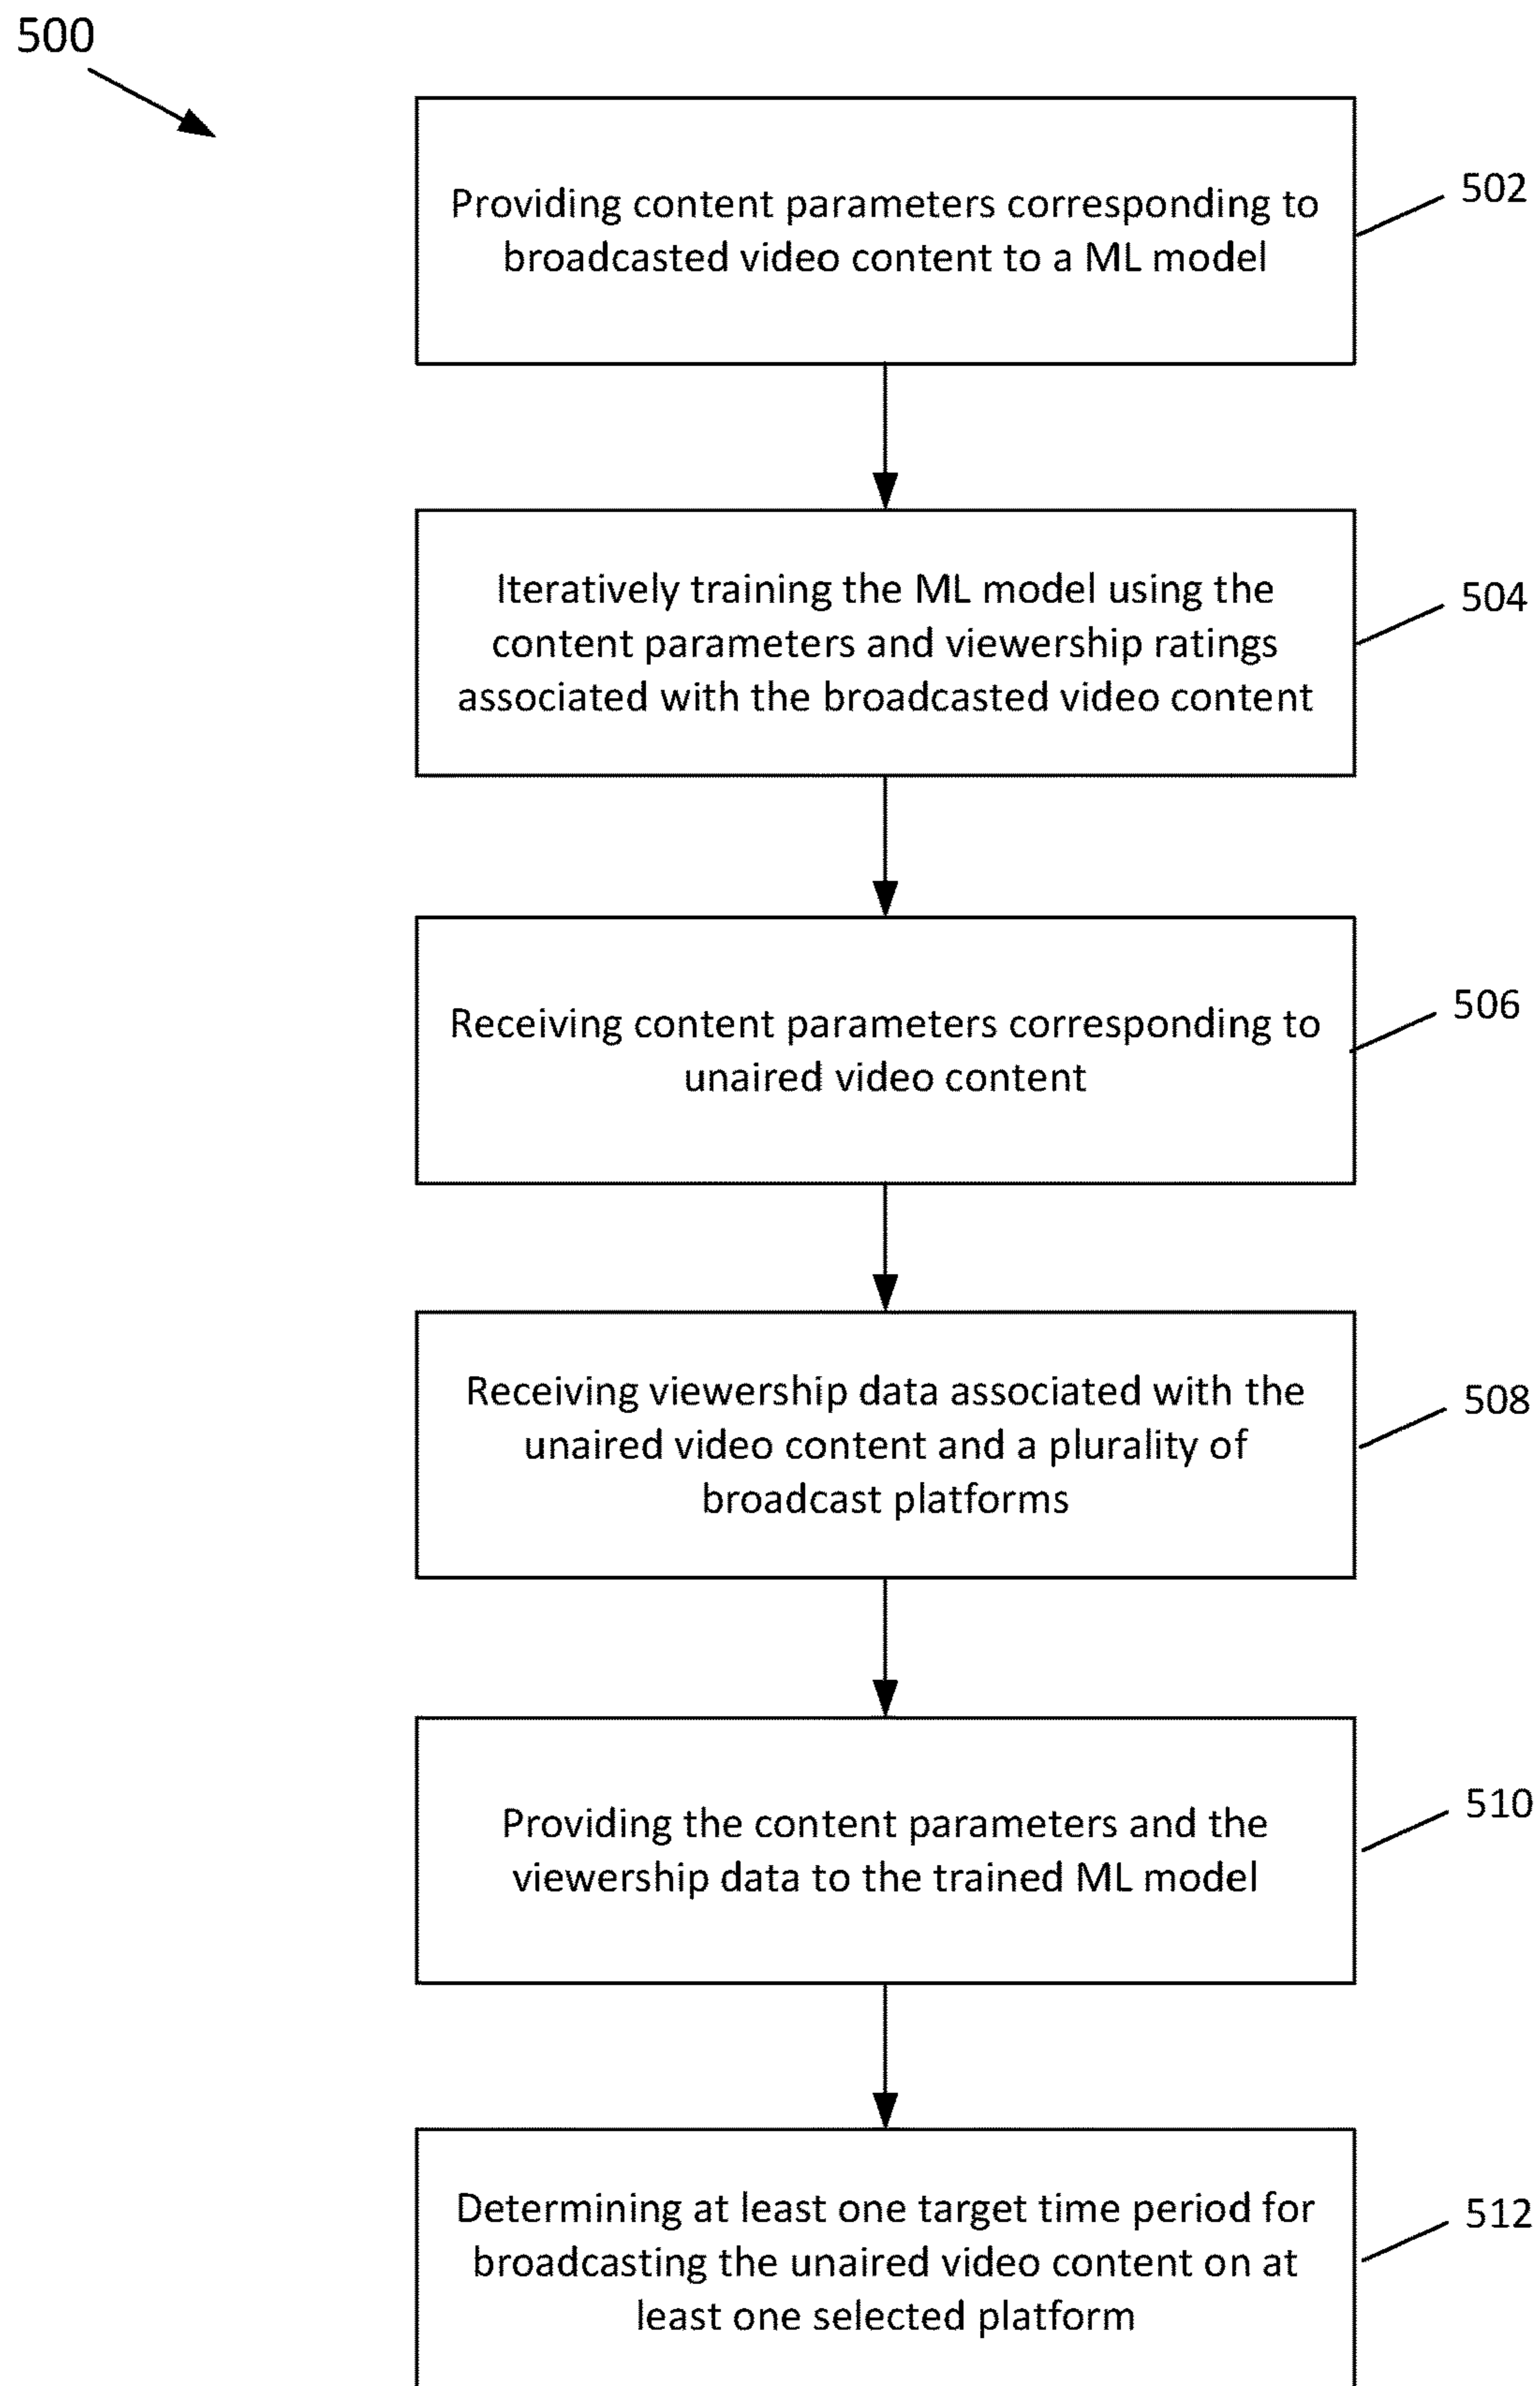 500
Providing content parameters corresponding to
broadcasted video content to a ML model
502
Iteratively training the ML model using the
content parameters and viewership ratings
associated with the broadcasted video content
504
Receiving content parameters corresponding to
unaired video content
506
Receiving viewership data associated with the
unaired video content and a plurality of
broadcast platforms
508
Providing the content parameters and the
viewership data to the trained ML model
510
Determining at least one target time period for
broadcasting the unaired video content on at
least one selected platform
512